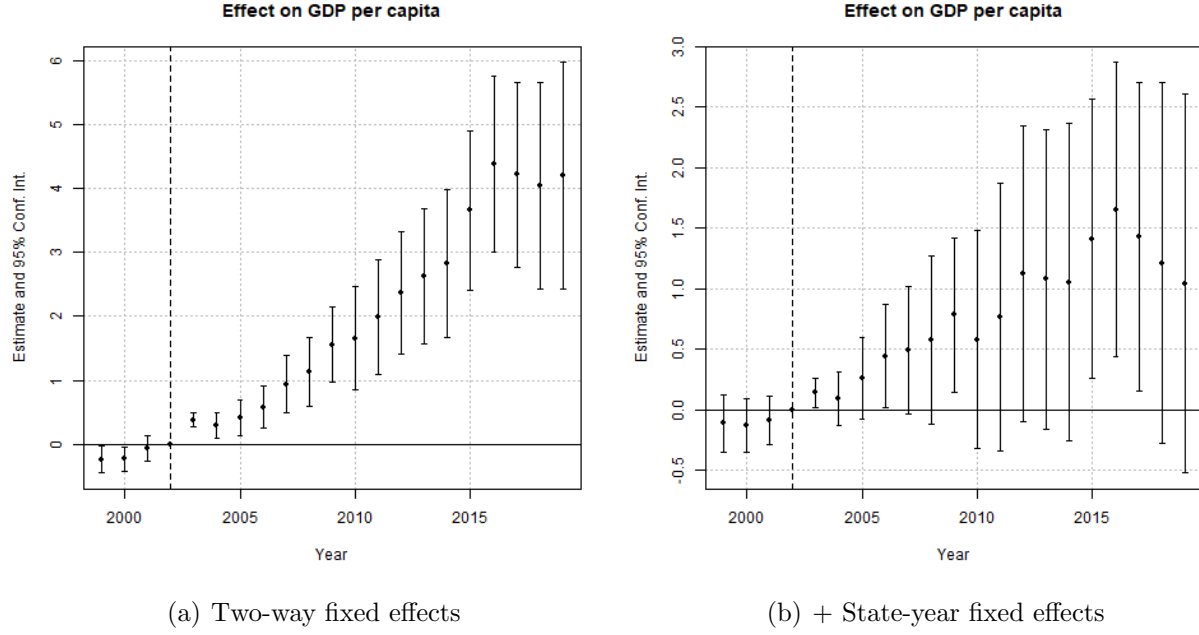 Effect on GDP per capita
Estimate and 95% Conf. Int.
6
5
4
3
2
1
0
2000 2005 2010 2015
Year
(a) Two-way fixed effects
Effect on GDP per capita
Estimate and 95% Conf. Int.
3.0
2.5
2.0
1.5
1.0
0.5
0.0
-0.5
2000 2005 2010 2015
Year
(b) + State-year fixed effects